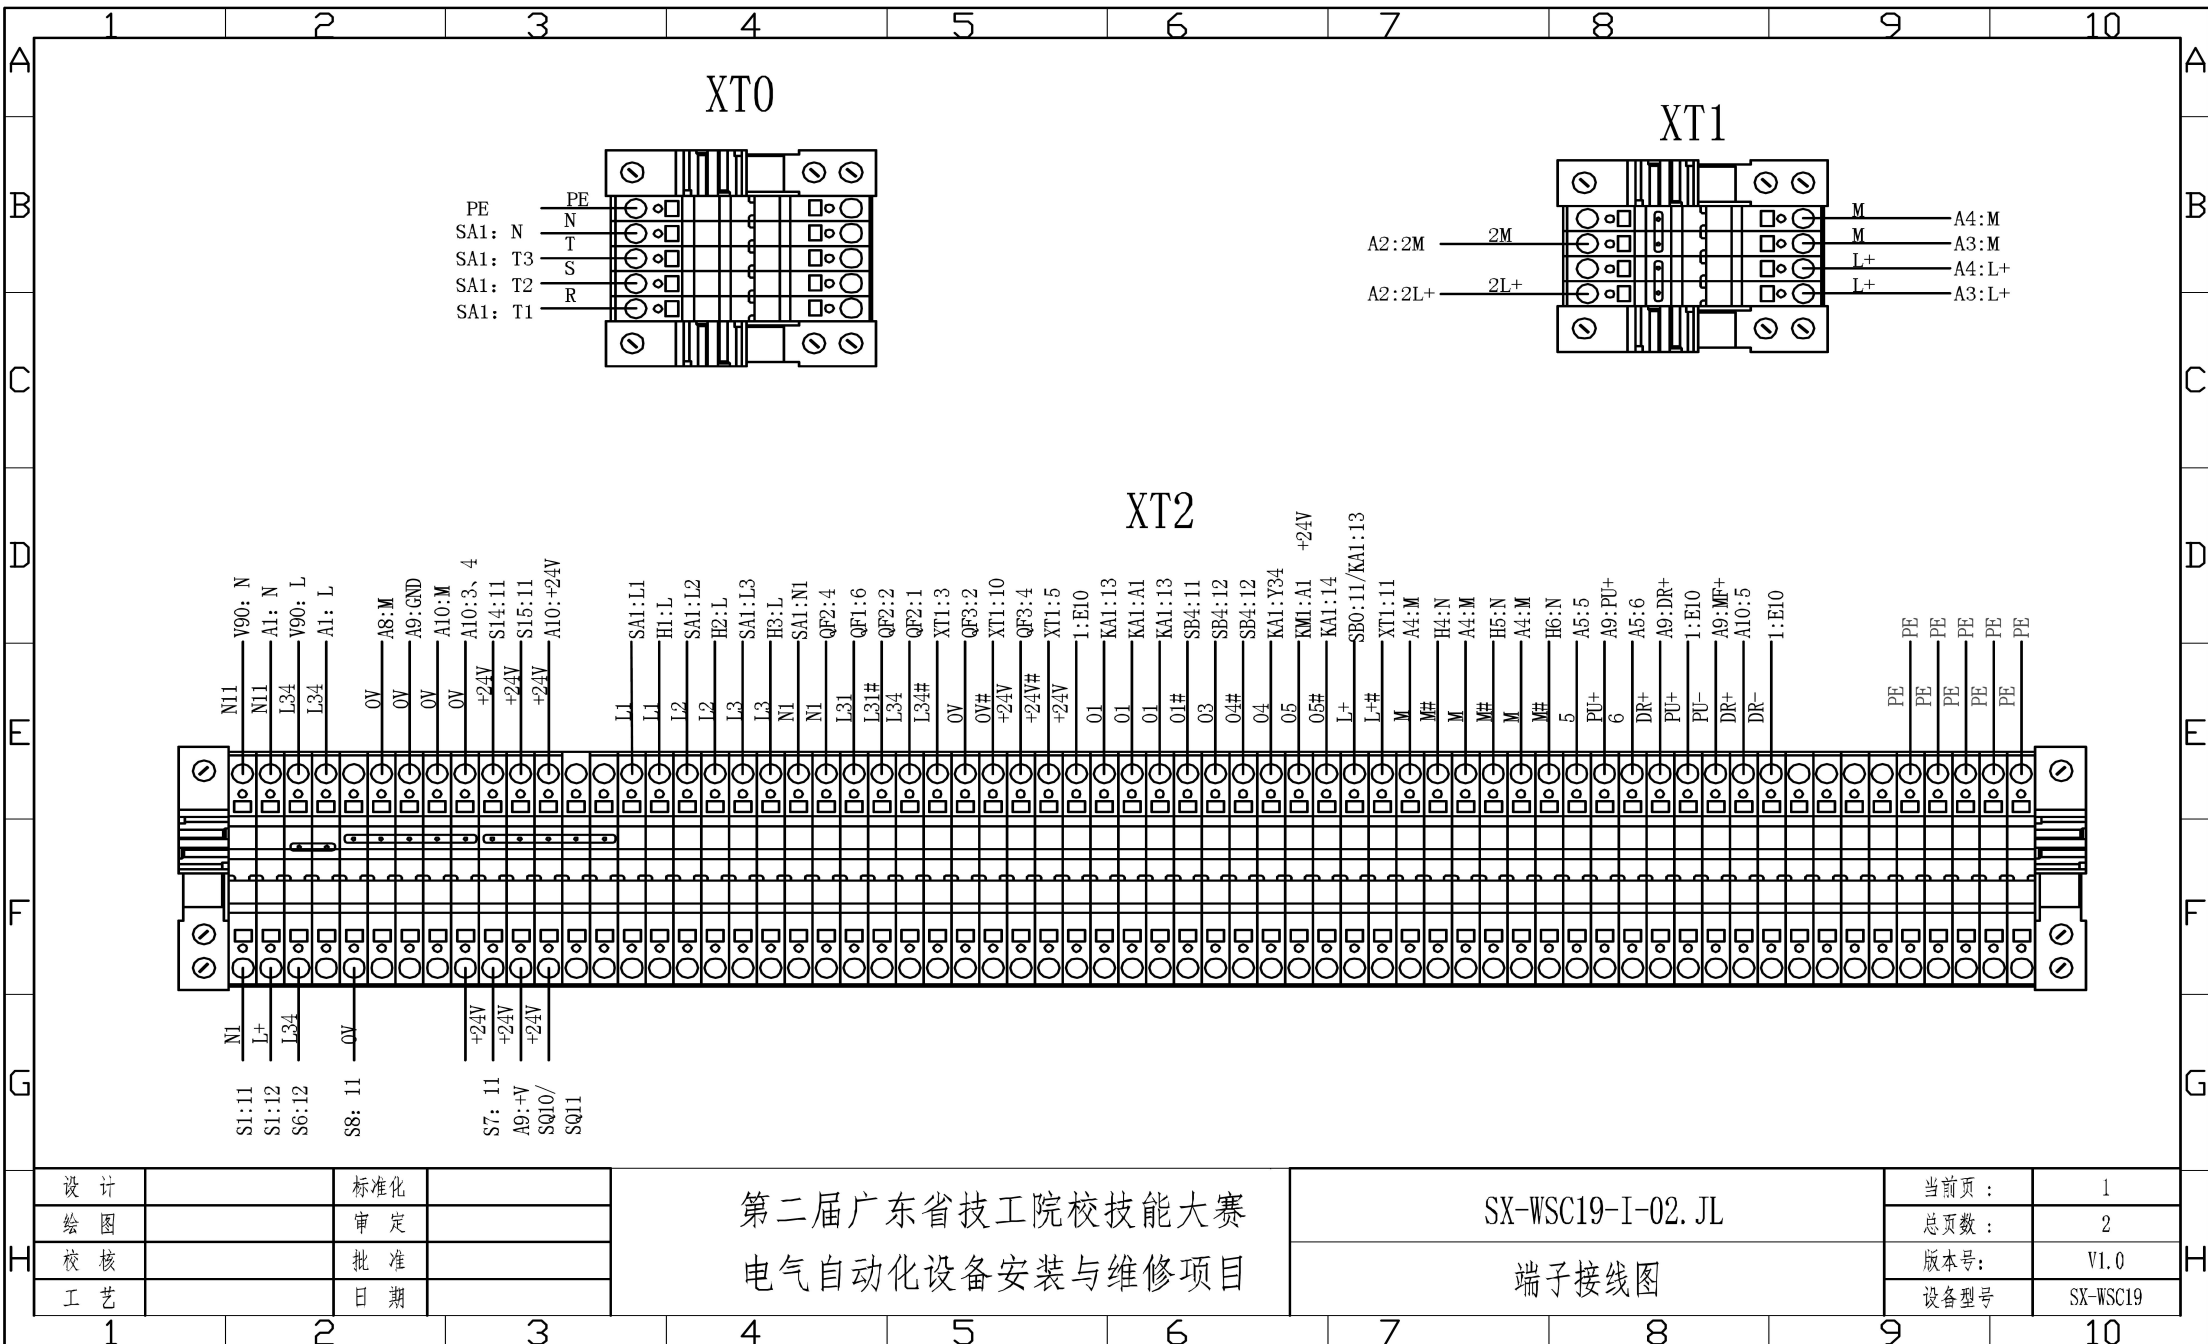 1 2 3 4 5 6 7 8 9 10
A A
B B
C C
D D
E E
F F
G G
H H
XT0
PE PE
SA1: N N
SA1: T3 T
SA1: T2 S
SA1: T1 R
XT1
A2:2M 2M
A2:2L+ 2L+
M A4:M
M A3:M
L+ A4:L+
L+ A3:L+
XT2
N11 V90: N
N11 A1: N
L34 V90: L
L34 A1: L
0V A8:M
0V A9:GND
0V A10:M
0V A10:3、4
+24V S14:11
+24V S15:11
+24V A10:+24V
L1 SA1:L1
L1 H1:L
L2 SA1:L2
L2 H2:L
L3 SA1:L3
L3 H3:L
N1 SA1:N1
N1 QF2:4
L31 QF1:6
L31# QF2:2
L34 QF2:1
L34# XT1:3
0V QF3:2
0V# XT1:10
+24V QF3:4
+24V# XT1:5
+24V 1:E10
01 KA1:13
01 KA1:A1
01 KA1:13
01# SB4:11
03 SB4:12
04# SB4:12
04 KA1:Y34
05 KM1:A1 +24V
05# KA1:14
L+ SB0:11/KA1:13
L+# XT1:11
M A4:M
M# H4:N
M A4:M
M# H5:N
M A4:M
M# H6:N
5 A5:5
PU+ A9:PU+
6 A5:6
DR+ A9:DR+
PU+ 1:E10
PU- A9:MF+
DR+ A10:5
DR- 1:E10
PE PE
PE PE
PE PE
PE PE
PE PE
N1 S1:11
L+ S1:12
L34 S6:12
0V S8: 11
+24V S7: 11
+24V A9:+V
+24V SQ10/
SQ11
设 计 标准化
绘 图 审 定
校 核 批 准
工 艺 日 期
第二届广东省技工院校技能大赛
电气自动化设备安装与维修项目
SX-WSC19-I-02.JL
端子接线图
当前页: 1
总页数: 2
版本号: V1.0
设备型号 SX-WSC19
1 2 3 4 5 6 7 8 9 10